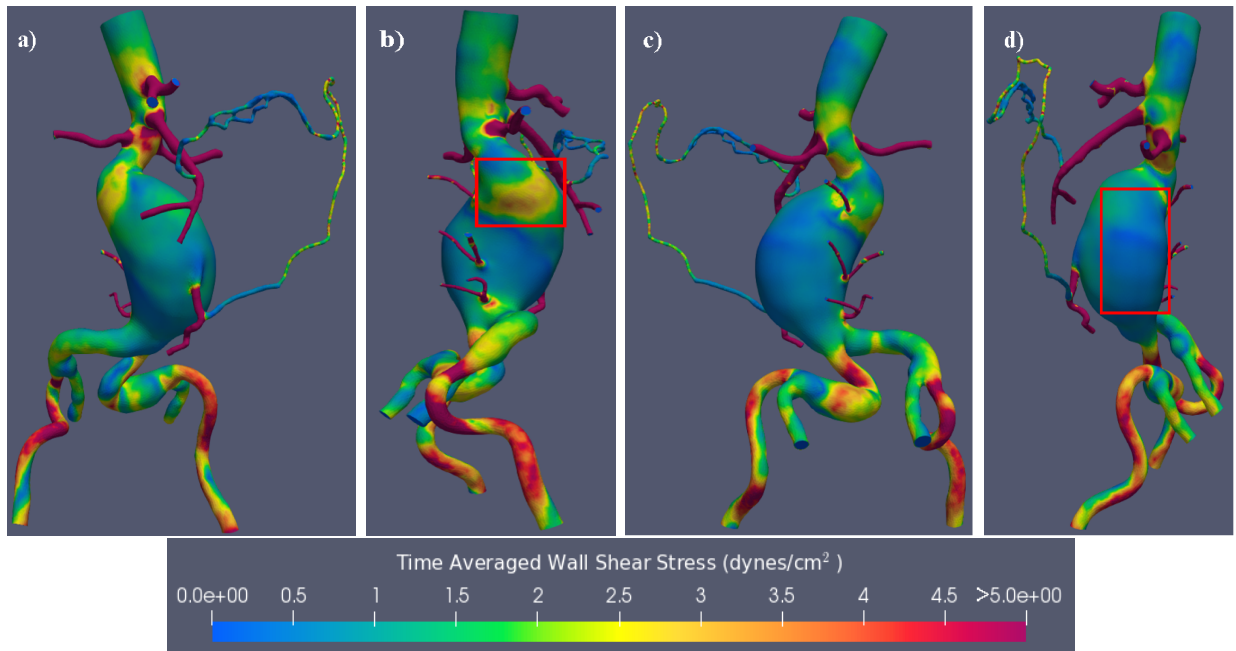 a)
b)
c)
d)
Time Averaged Wall Shear Stress (dynes/cm² )
0.0e+00 0.5 1 1.5 2 2.5 3 3.5 4 4.5 >5.0e+00